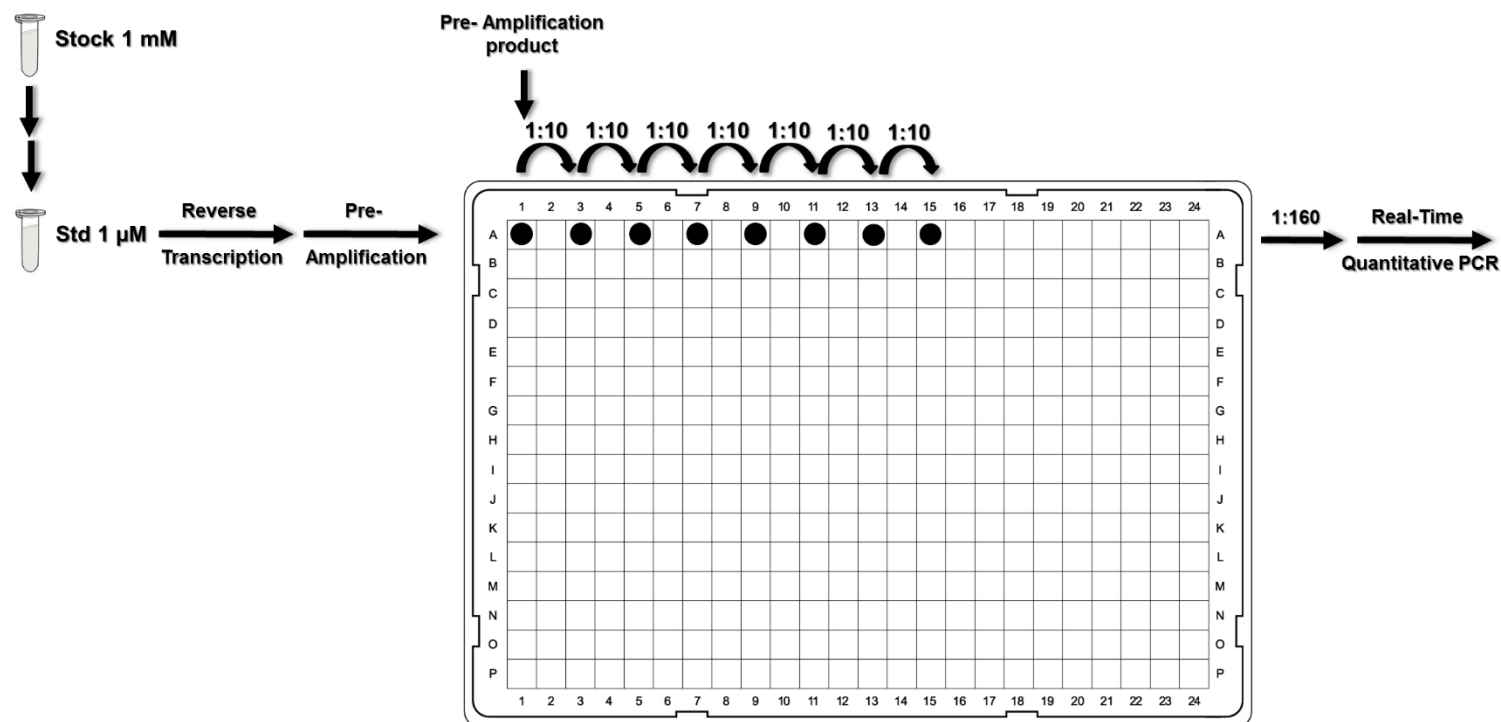 Stock 1 mM
Pre- Amplification
product
1:10 1:10 1:10 1:10 1:10 1:10 1:10
Std 1 µM
Reverse
Transcription
Pre-
Amplification
1 2 3 4 5 6 7 8 9 10 11 12 13 14 15 16 17 18 19 20 21 22 23 24
A A
B B
C C
D D
E E
F F
G G
H H
I I
J J
K K
L L
M M
N N
O O
P P
1 2 3 4 5 6 7 8 9 10 11 12 13 14 15 16 17 18 19 20 21 22 23 24
1:160
Real-Time
Quantitative PCR